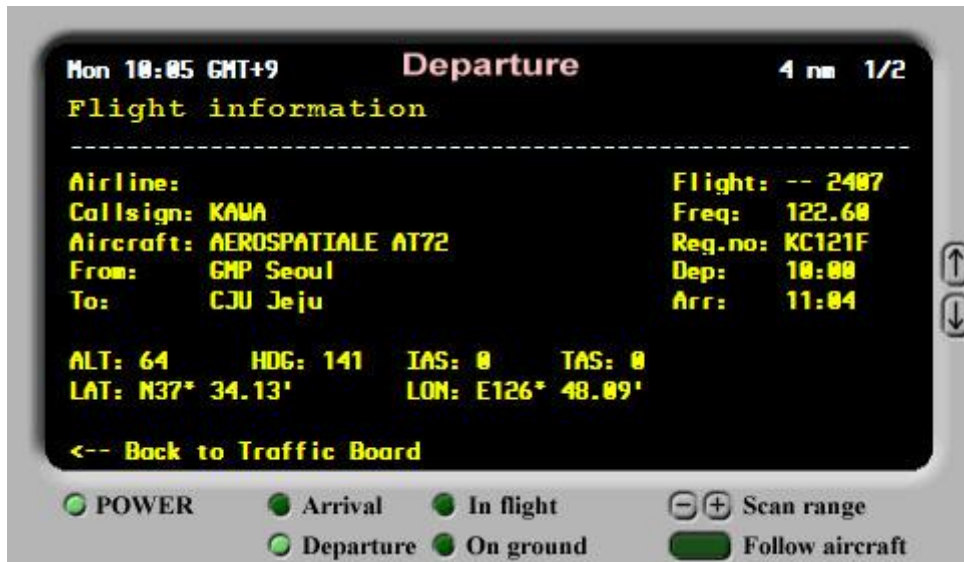 Mon 10:05 GMT+9 Departure 4 nm 1/2
Flight information
Airline: Flight: -- 2407
Callsign: KAWA Freq: 122.60
Aircraft: AEROSPATIALE AT72 Reg.no: KC121F
From: GMP Seoul Dep: 10:00
To: CJU Jeju Arr: 11:04
ALT: 64 HDG: 141 IAS: 0 TAS: 0
LAT: N37* 34.13' LON: E126* 48.09'
<-- Back to Traffic Board
POWER Arrival In flight Scan range
Departure On ground Follow aircraft